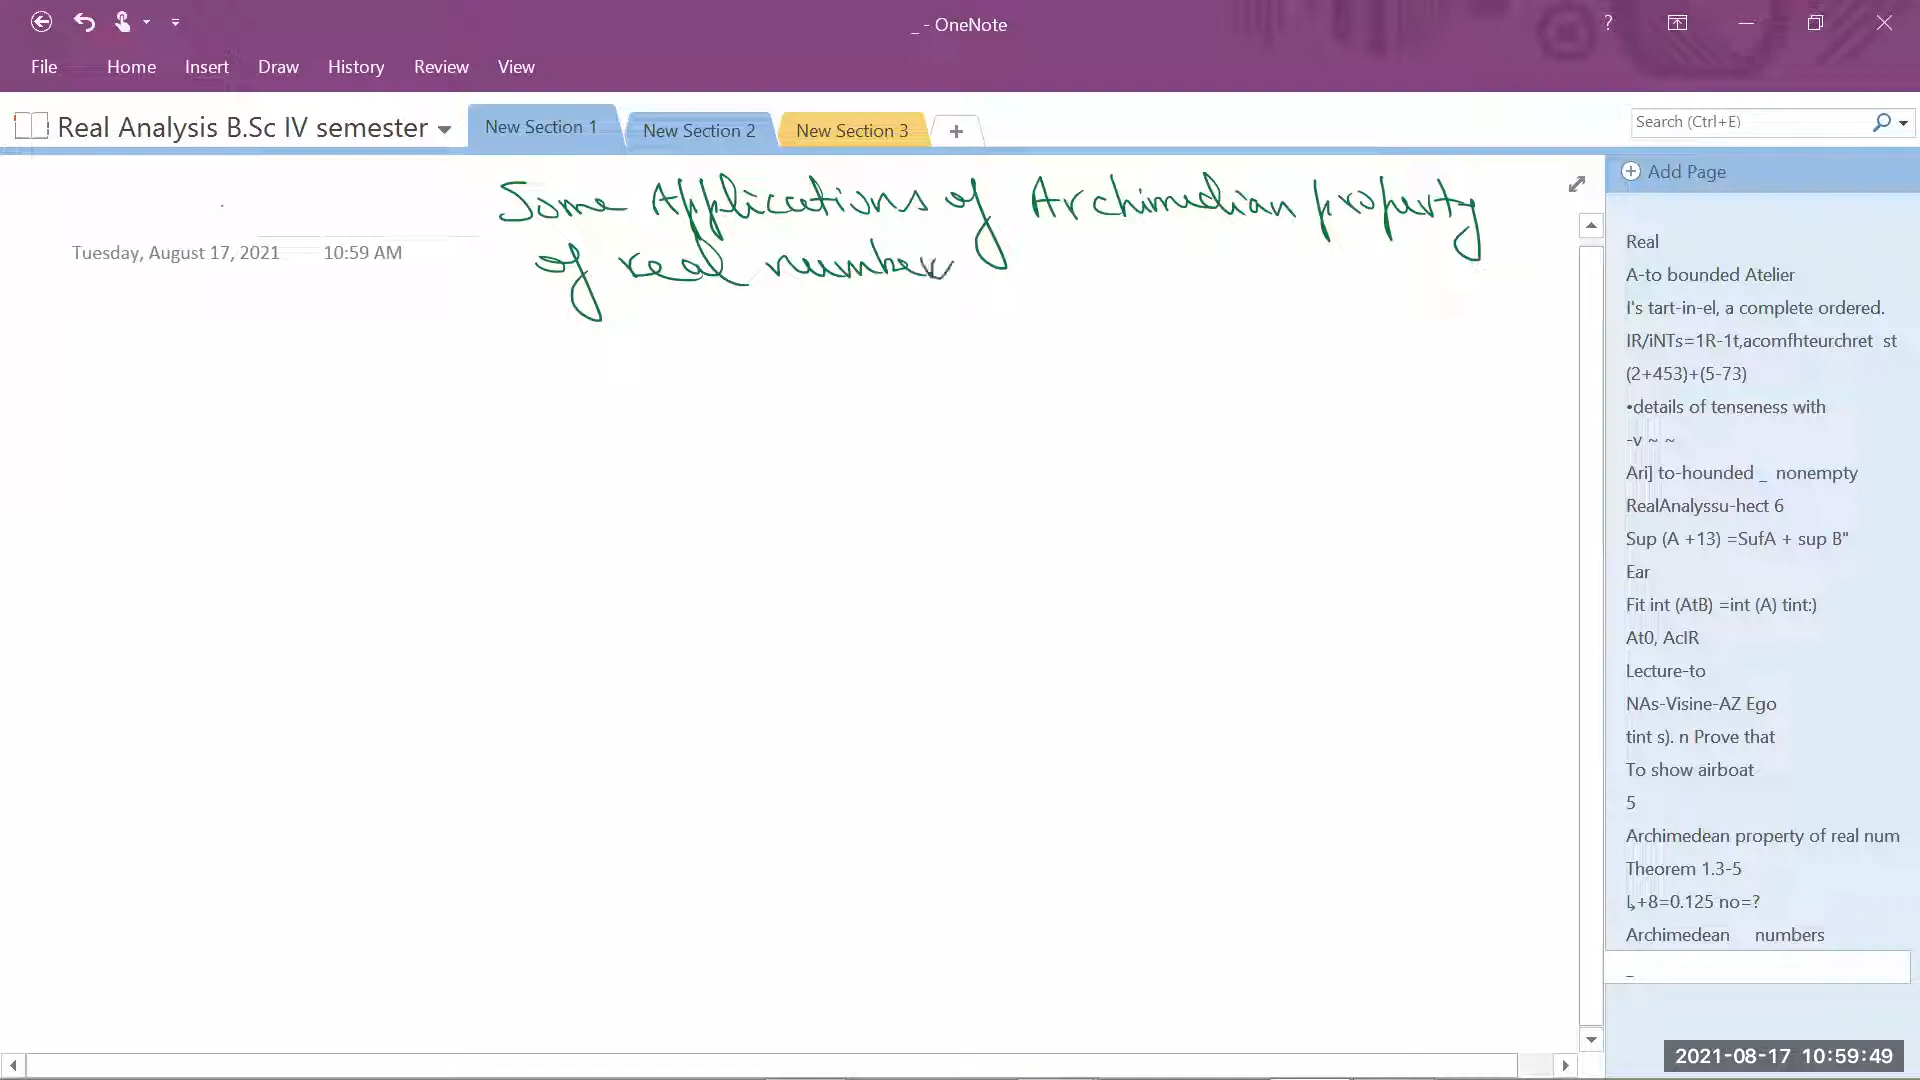 _ - OneNote
?
File Home Insert Draw History Review View
Real Analysis B.Sc IV semester
New Section 1 New Section 2 New Section 3 +
Search (Ctrl+E)
Add Page
Some Applications of Archimedian property
of real number
Tuesday, August 17, 2021 10:59 AM
Real
A-to bounded Atelier
I's tart-in-el, a complete ordered.
IR/iNTs=1R-1t,acomfhteurchret st
(2+453)+(5-73)
•details of tenseness with
-v ~ ~
Ari] to-hounded _ nonempty
RealAnalyssu-hect 6
Sup (A +13) =SufA + sup B"
Ear
Fit int (AtB) =int (A) tint:)
At0, AcIR
Lecture-to
NAs-Visine-AZ Ego
tint s). n Prove that
To show airboat
5
Archimedean property of real num
Theorem 1.3-5
l,+8=0.125 no=?
Archimedean numbers
_
2021-08-17 10:59:49